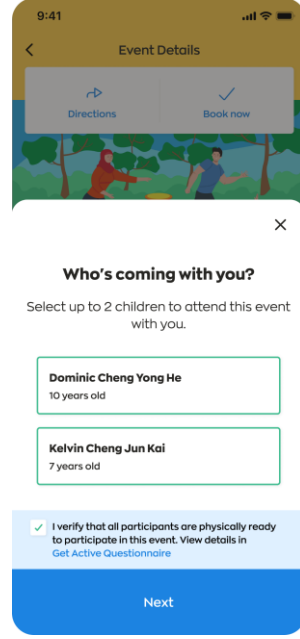 9:41
Event Details
Directions
Book now
Who's coming with you?
Select up to 2 children to attend this event
with you.
Dominic Cheng Yong He
10 years old
Kelvin Cheng Jun Kai
7 years old
I verify that all participants are physically ready
to participate in this event. View details in
Get Active Questionnaire
Next